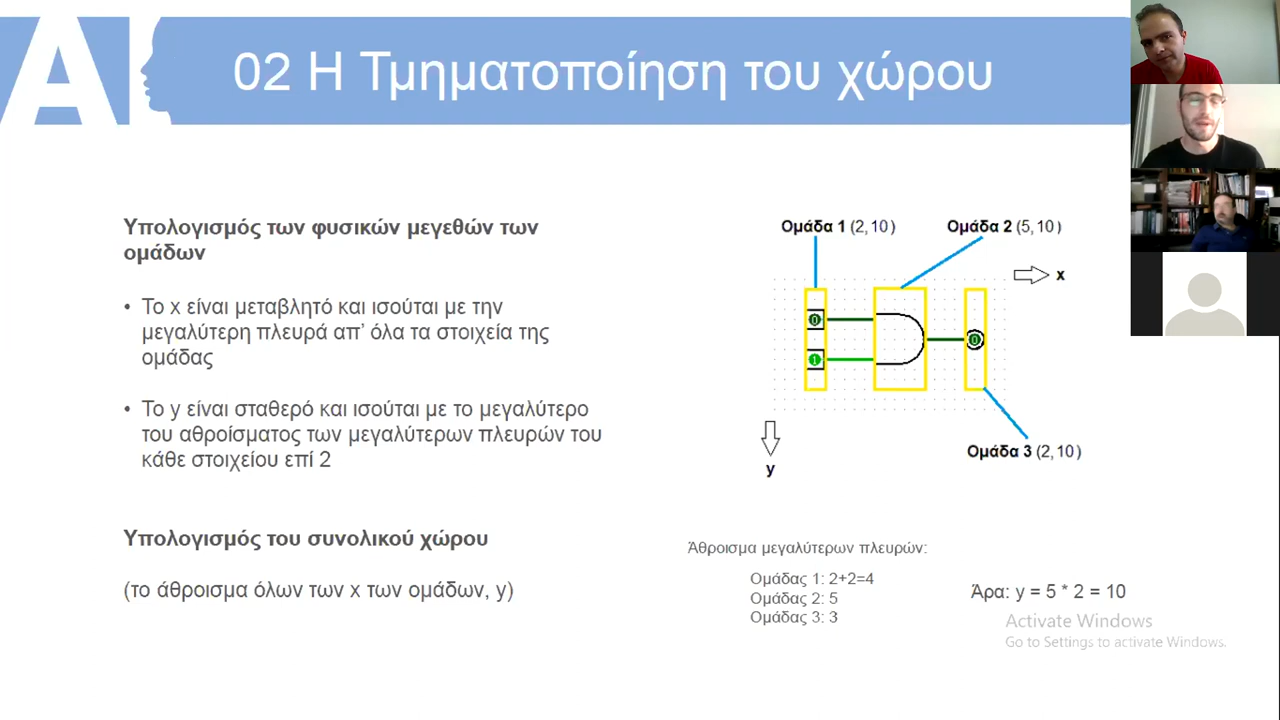 AI
02 Η Τμηματοποίηση του χώρου
Υπολογισμός των φυσικών μεγεθών των
ομάδων
• Το x είναι μεταβλητό και ισούται με την
μεγαλύτερη πλευρά απ’ όλα τα στοιχεία της
ομάδας
• Το y είναι σταθερό και ισούται με το μεγαλύτερο
του αθροίσματος των μεγαλύτερων πλευρών του
κάθε στοιχείου επί 2
Υπολογισμός του συνολικού χώρου
(το άθροισμα όλων των x των ομάδων, y)
Ομάδα 1 (2,10)
Ομάδα 2 (5,10)
x
0
1
0
y
Ομάδα 3 (2,10)
Άθροισμα μεγαλύτερων πλευρών:
Ομάδας 1: 2+2=4
Ομάδας 2: 5
Ομάδας 3: 3
Άρα: y = 5 * 2 = 10
Activate Windows
Go to Settings to activate Windows.